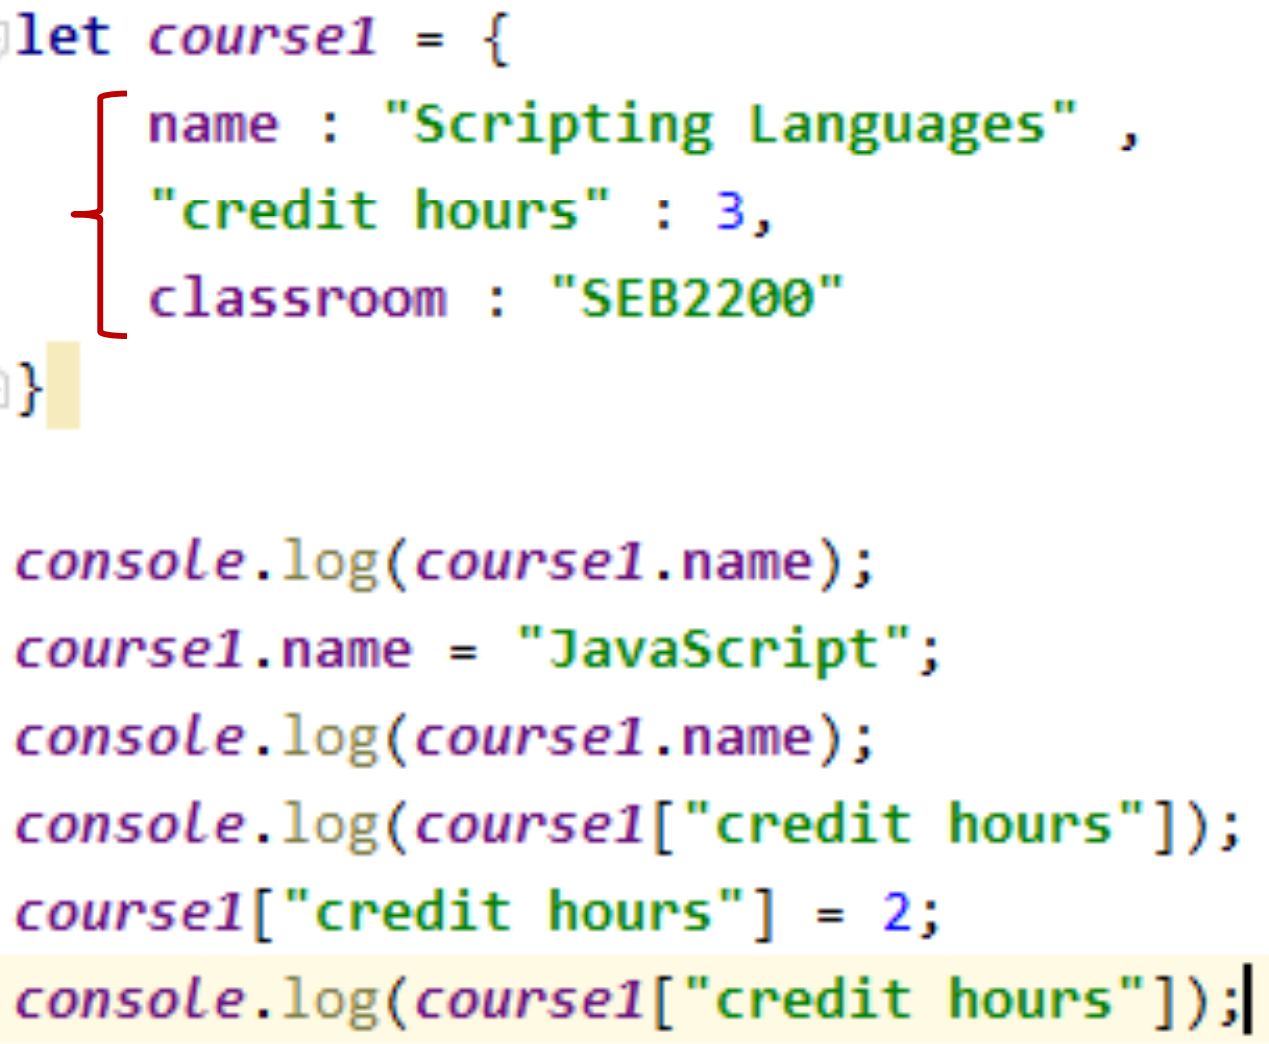 let course1 = {
name : "Scripting Languages" ,
"credit hours" : 3,
classroom : "SEB2200"
}
console.log(course1.name);
course1.name = "JavaScript";
console.log(course1.name);
console.log(course1["credit hours"]);
course1["credit hours"] = 2;
console.log(course1["credit hours"]);